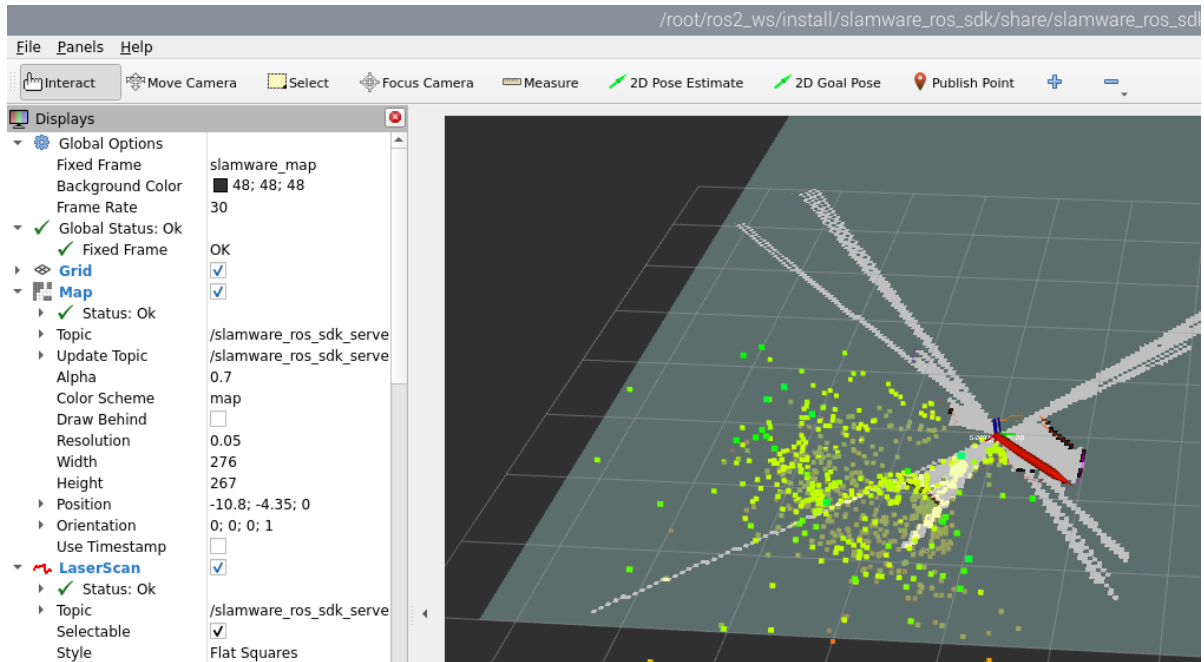 /root/ros2_ws/install/slamware_ros_sdk/share/slamware_ros_sd
File Panels Help
Interact Move Camera Select Focus Camera Measure 2D Pose Estimate 2D Goal Pose Publish Point
Displays
Global Options
Fixed Frame slamware_map
Background Color 48; 48; 48
Frame Rate 30
Global Status: Ok
Fixed Frame OK
Grid
Map
Status: Ok
Topic /slamware_ros_sdk_serve
Update Topic /slamware_ros_sdk_serve
Alpha 0.7
Color Scheme map
Draw Behind
Resolution 0.05
Width 276
Height 267
Position -10.8; -4.35; 0
Orientation 0; 0; 0; 1
Use Timestamp
LaserScan
Status: Ok
Topic /slamware_ros_sdk_serve
Selectable
Style Flat Squares